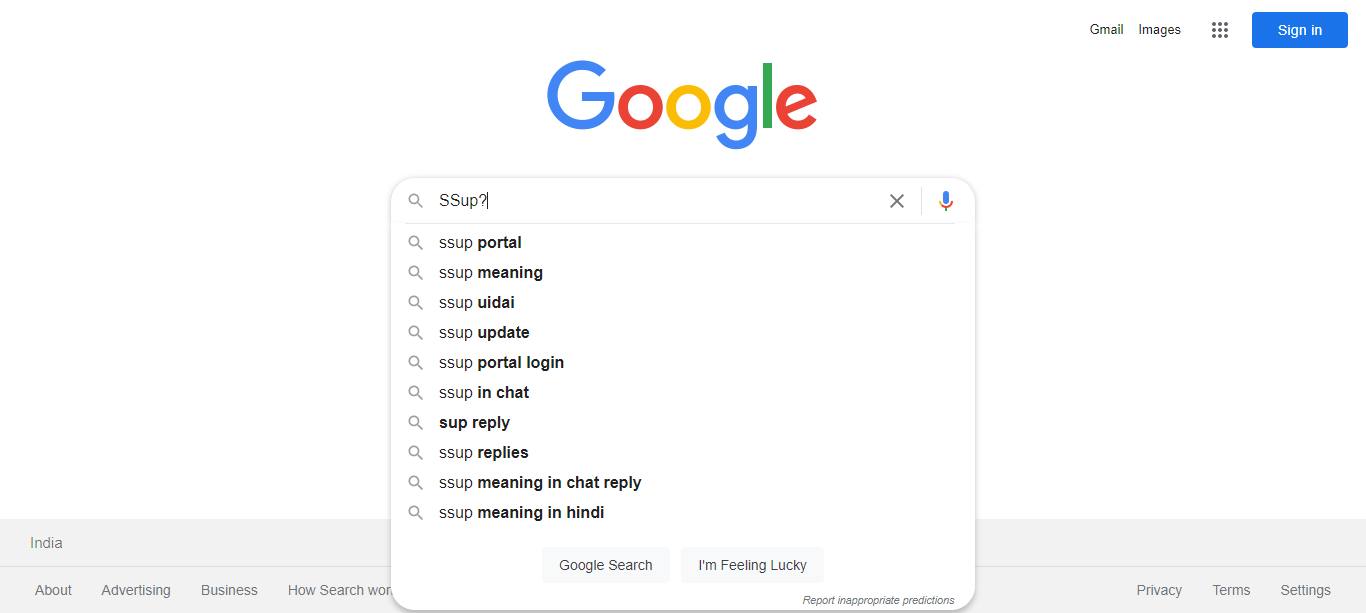 Gmail Images Sign in
Google
SSup?
ssup portal
ssup meaning
ssup uidai
ssup update
ssup portal login
ssup in chat
sup reply
ssup replies
ssup meaning in chat reply
ssup meaning in hindi
India
Google Search I'm Feeling Lucky
About Advertising Business How Search wor Privacy Terms Settings
Report inappropriate predictions